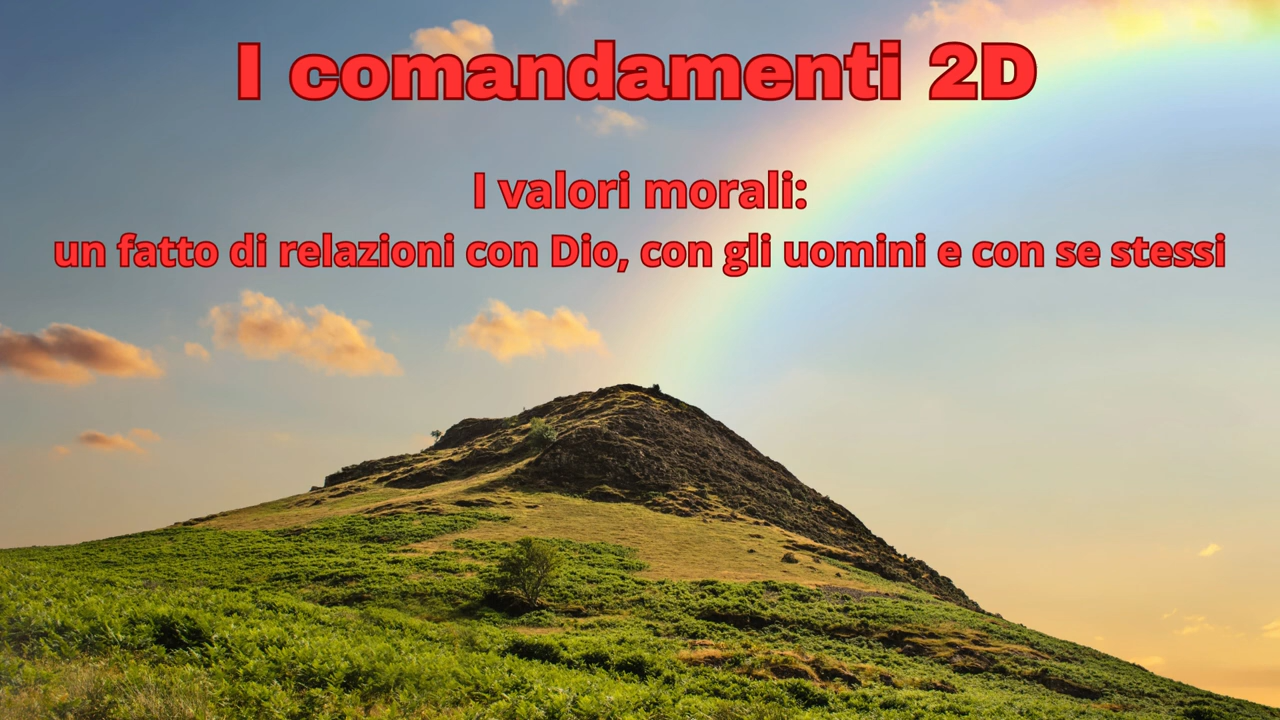 I comandamenti 2D
I valori morali:
un fatto di relazioni con Dio, con gli uomini e con se stessi